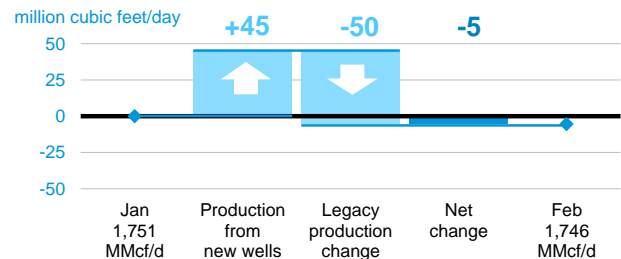 million cubic feet/day
+45 -50 -5
50
25
0
-25
-50
Jan
1,751
MMcf/d
Production
from
new wells
Legacy
production
change
Net
change
Feb
1,746
MMcf/d